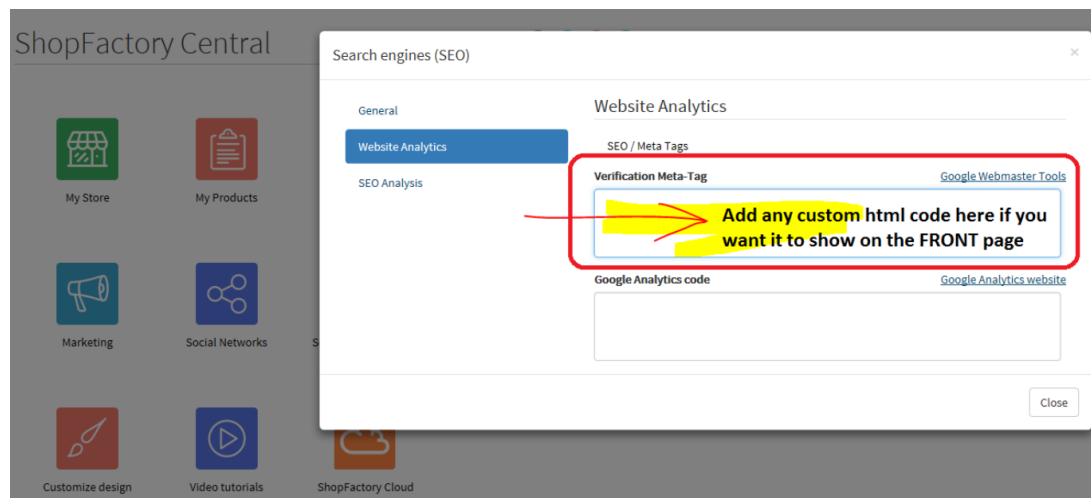 ShopFactory Central
Search engines (SEO)
×
General
Website Analytics
SEO Analysis
Website Analytics
SEO / Meta Tags
Verification Meta-Tag
Google Webmaster Tools
Add any custom html code here if you
want it to show on the FRONT page
Google Analytics code
Google Analytics website
Close
My Store
My Products
Marketing
Social Networks
S
Customize design
Video tutorials
ShopFactory Cloud